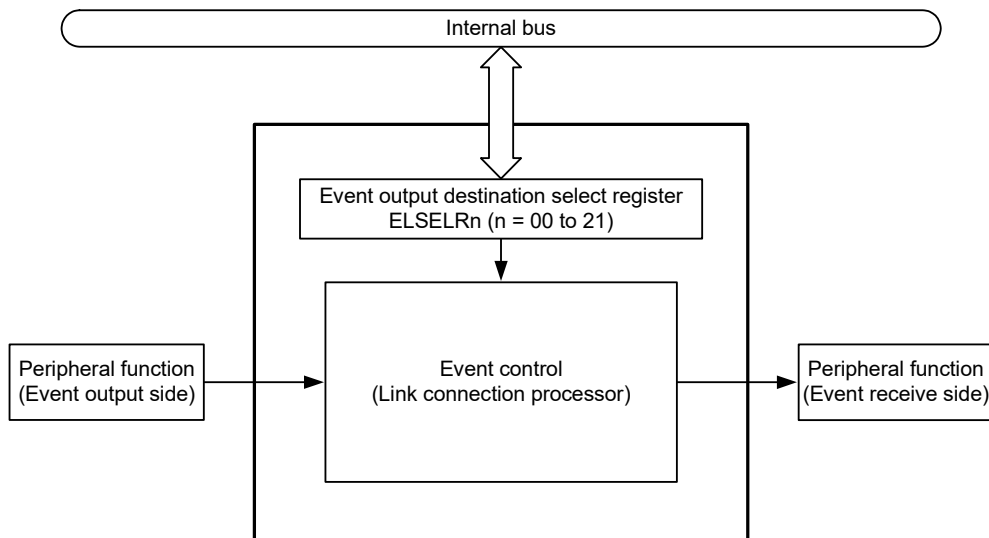 Internal bus
Event output destination select register
ELSELRn (n = 00 to 21)
Event control
(Link connection processor)
Peripheral function
(Event output side)
Peripheral function
(Event receive side)